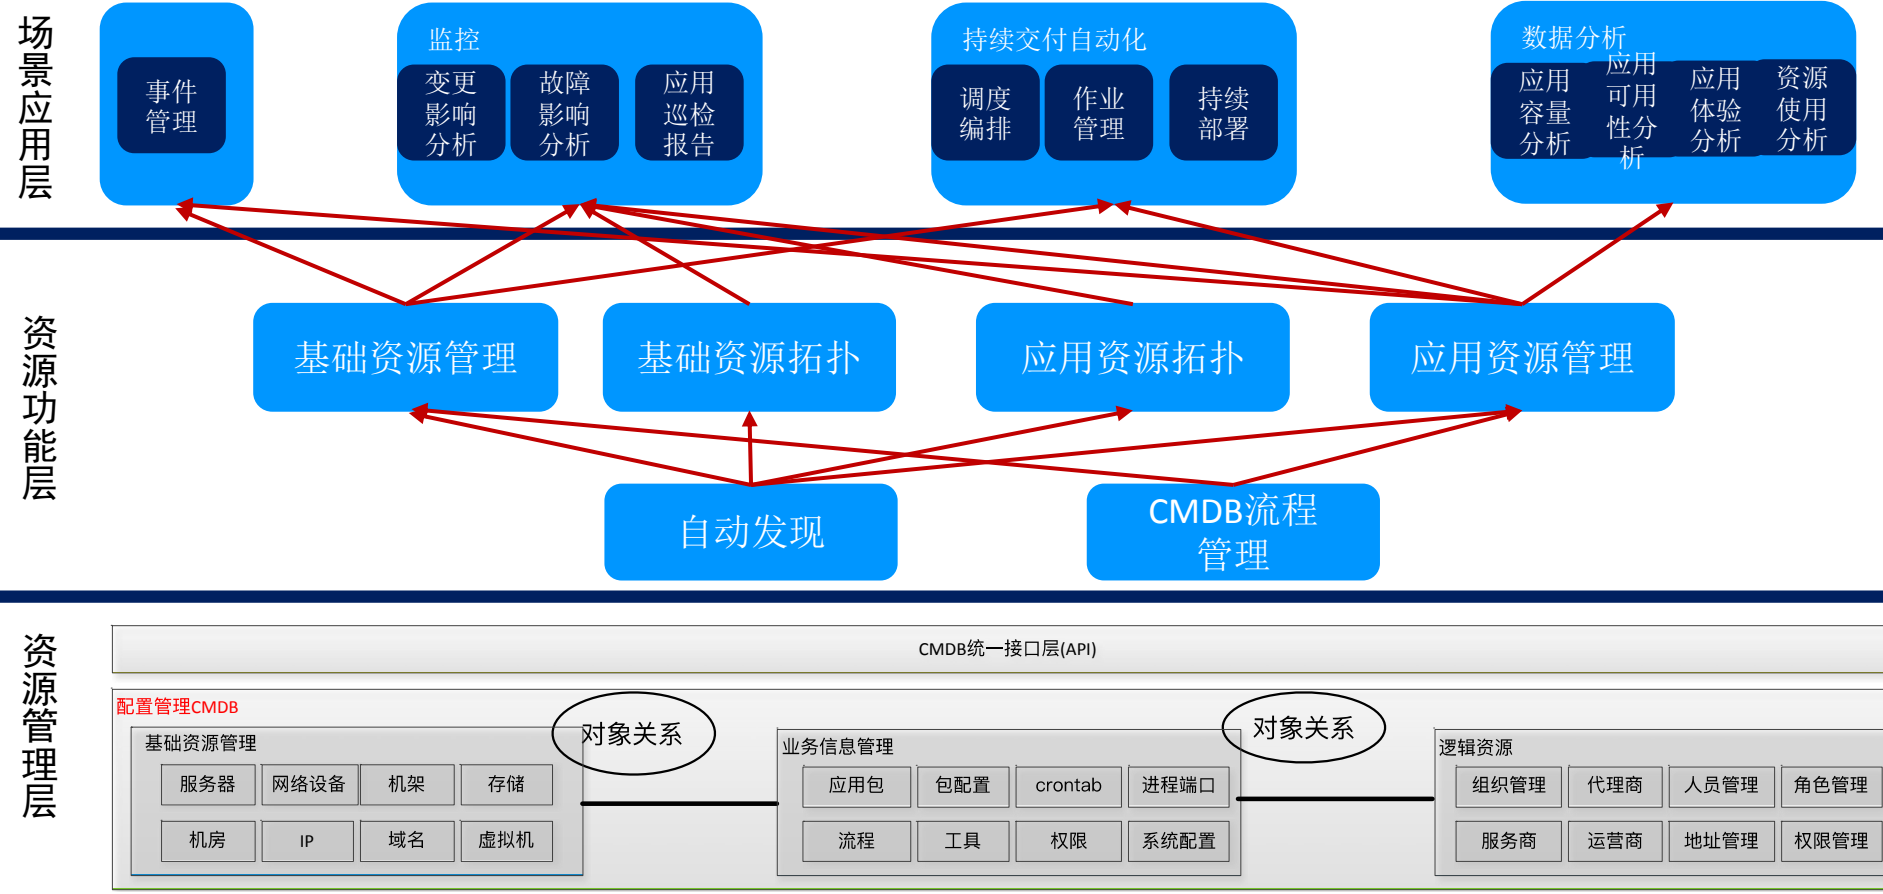 场景应用层
事件
管理
监控
变更
影响
分析
故障
影响
分析
应用
巡检
报告
持续交付自动化
调度
编排
作业
管理
持续
部署
数据分析
应用
容量
分析
应用
可用
性分
析
应用
体验
分析
资源
使用
分析
资源功能层
基础资源管理
基础资源拓扑
应用资源拓扑
应用资源管理
自动发现
CMDB流程
管理
资源管理层
CMDB统一接口层(API)
配置管理CMDB
对象关系
对象关系
基础资源管理
服务器
网络设备
机架
存储
机房
IP
域名
虚拟机
业务信息管理
应用包
包配置
crontab
进程端口
流程
工具
权限
系统配置
逻辑资源
组织管理
代理商
人员管理
角色管理
服务商
运营商
地址管理
权限管理